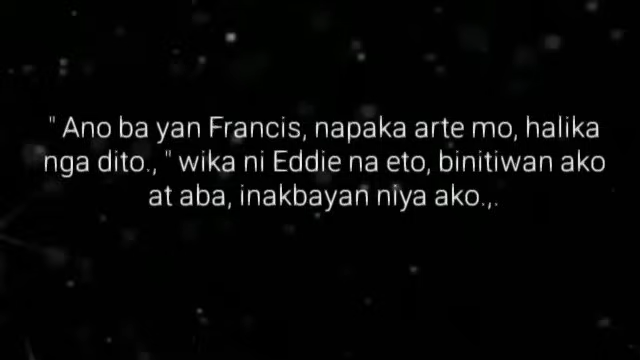 " Ano ba yan Francis, napaka arte mo, halika
nga dito., " wika ni Eddie na eto, binitiwan ako
at aba, inakbayan niya ako.,.